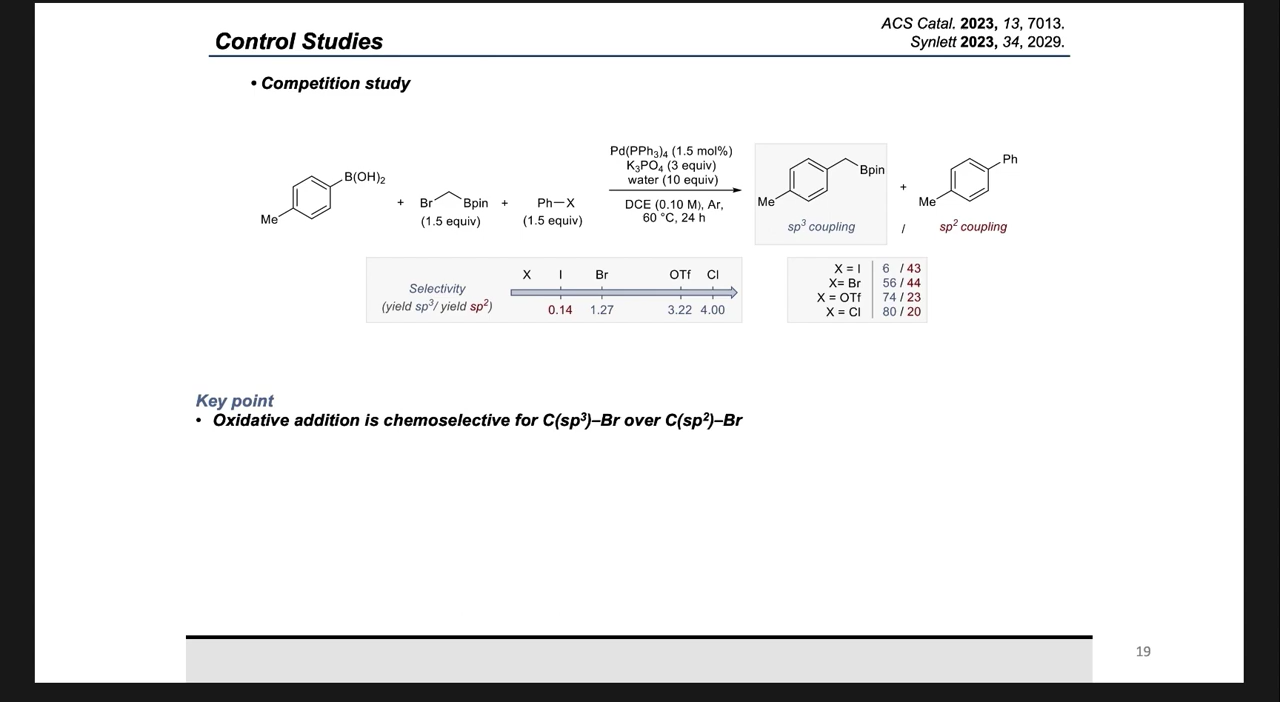 Control Studies
ACS Catal. 2023, 13, 7013.
Synlett 2023, 34, 2029.
• Competition study
B(OH)₂
Me
+
Br
Bpin
(1.5 equiv)
+
Ph–X
(1.5 equiv)
Pd(PPh₃)₄ (1.5 mol%)
K₃PO₄ (3 equiv)
water (10 equiv)
DCE (0.10 M), Ar,
60 °C, 24 h
Bpin
Me
sp³ coupling
+
/
Ph
Me
sp² coupling
Selectivity
(yield sp³/ yield sp²)
X I Br OTf Cl
0.14 1.27 3.22 4.00
X = I 6 / 43
X= Br 56 / 44
X = OTf 74 / 23
X = Cl 80 / 20
Key point
• Oxidative addition is chemoselective for C(sp³)–Br over C(sp²)–Br
19